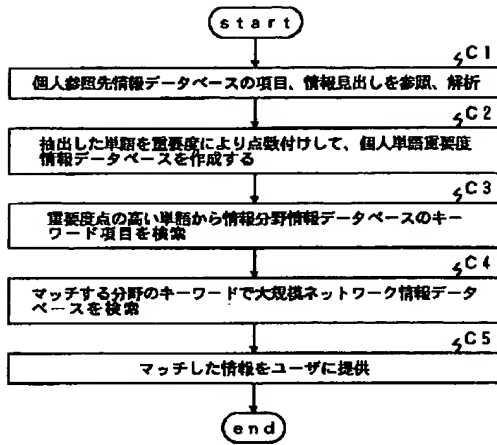 start
C1
個人参照先情報データベースの項目、情報見出しを参照、解析
C2
抽出した単語を重要度により点数付けして、個人単語重要度
情報データベースを作成する
C3
重要度点の高い単語から情報分野情報データベースのキー
ワード項目を検索
C4
マッチする分野のキーワードで大規模ネットワーク情報データ
ベースを検索
C5
マッチした情報をユーザに提供
end